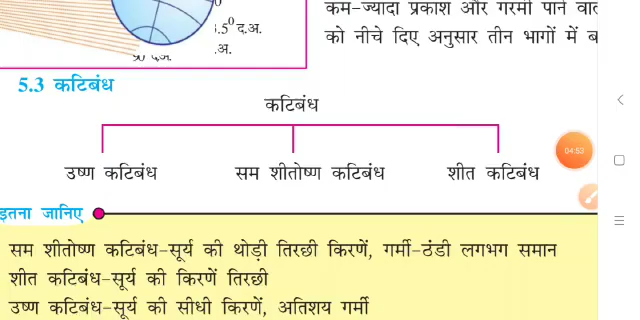 कम-ज्यादा प्रकाश और गरमी पाने
.5⁰ द.अ.
को नीचे दिए अनुसार तीन भागों में
.अ.
90 द.अ.
5.3 कटिबंध
कटिबंध
उष्ण कटिबंध सम शीतोष्ण कटिबंध शीत कटिबंध
04:53
इतना जानिए
सम शीतोष्ण कटिबंध-सूर्य की थोड़ी तिरछी किरणें, गर्मी-ठंडी लगभग समान
शीत कटिबंध-सूर्य की किरणें तिरछी
उष्ण कटिबंध-सूर्य की सीधी किरणें, अतिशय गर्मी